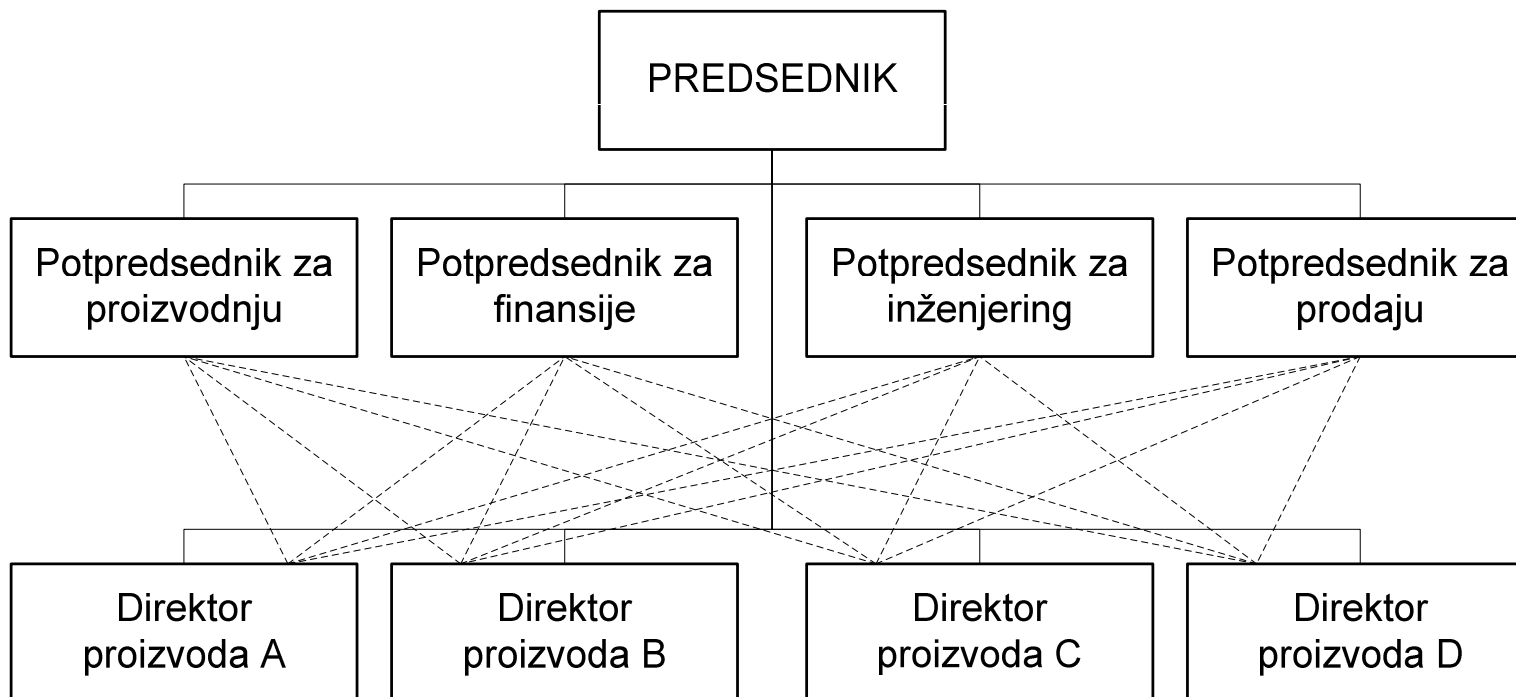 PREDSEDNIK
Potpredsednik za
proizvodnju
Potpredsednik za
finansije
Potpredsednik za
inženjering
Potpredsednik za
prodaju
Direktor
proizvoda A
Direktor
proizvoda B
Direktor
proizvoda C
Direktor
proizvoda D